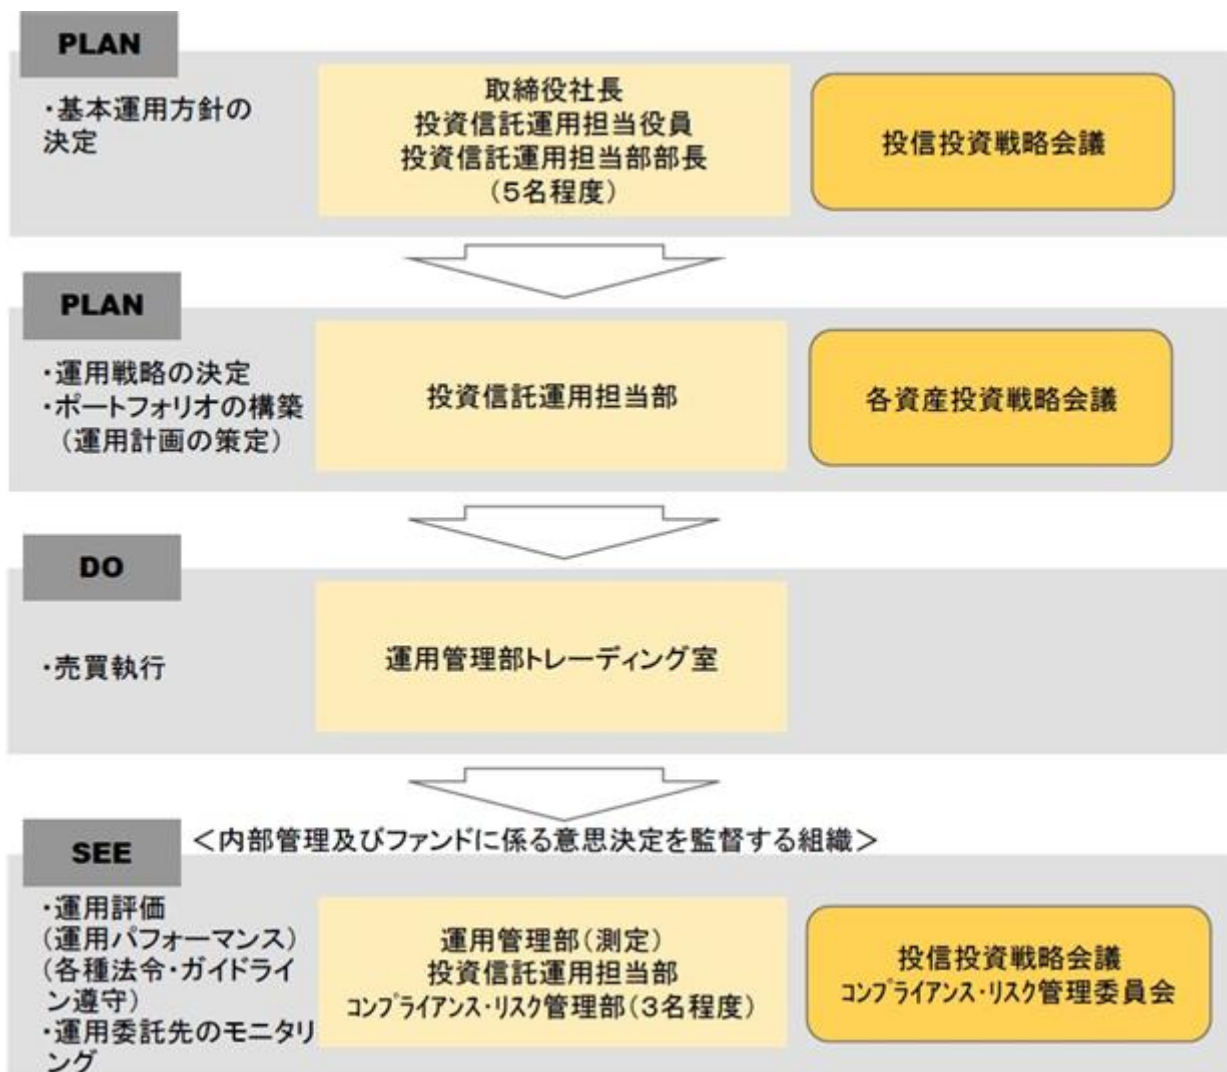 PLAN
・基本運用方針の
決定
取締役社長
投資信託運用担当役員
投資信託運用担当部部長
(5名程度)
投信投資戦略会議
PLAN
・運用戦略の決定
・ポートフォリオの構築
(運用計画の策定)
投資信託運用担当部
各資産投資戦略会議
DO
・売買執行
運用管理部トレーディング室
SEE
<内部管理及びファンドに係る意思決定を監督する組織>
・運用評価
(運用パフォーマンス)
(各種法令・ガイドライ
ン遵守)
・運用委託先のモニタリ
ング
運用管理部(測定)
投資信託運用担当部
コンプライアンス・リスク管理部(3名程度)
投信投資戦略会議
コンプライアンス・リスク管理委員会